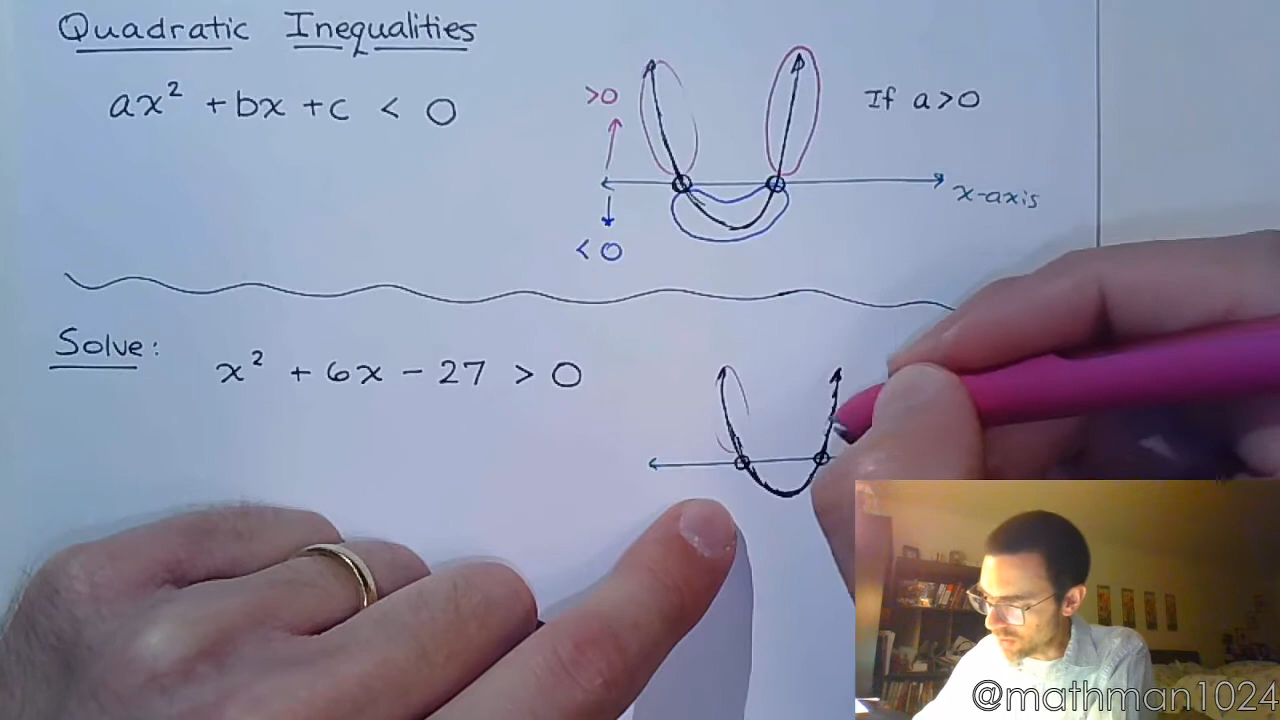 Quadratic Inequalities
ax² + bx + c < 0
>0
If a>0
x-axis
<0
Solve:
x² + 6x − 27 > 0
@mathman1024